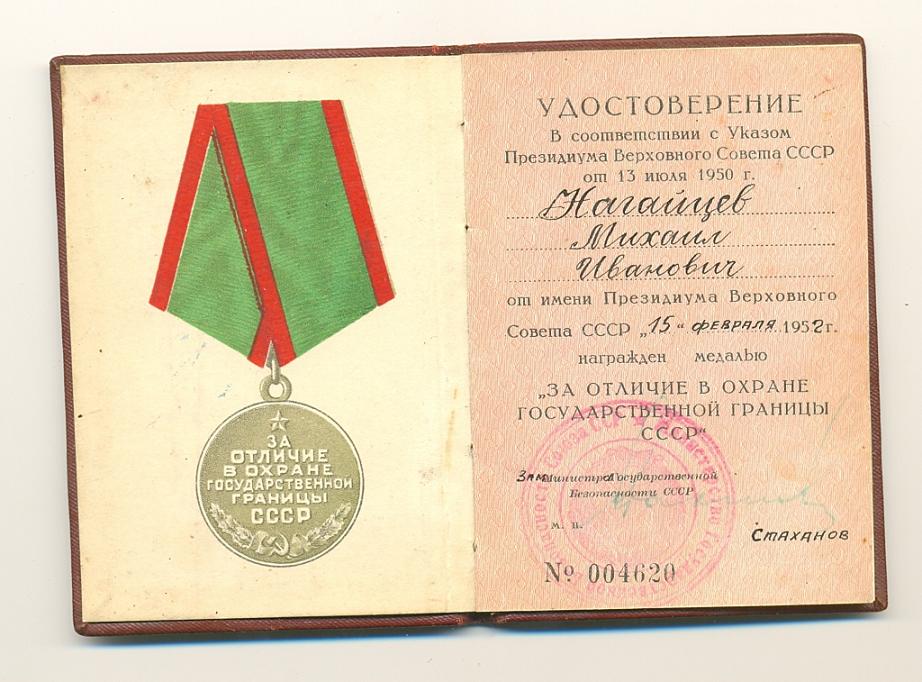 ЗА
ОТЛИЧИЕ
В ОХРАНЕ
ГОСУДАРСТВЕННОЙ
ГРАНИЦЫ
СССР
УДОСТОВЕРЕНИЕ
В соответствии с Указом
Президиума Верховного Совета СССР
от 13 июля 1950 г.
Нагайцев
Михаил
Иванович
от имени Президиума Верховного
Совета СССР „15“ февраля 1952 г.
награжден медалью
„ЗА ОТЛИЧИЕ В ОХРАНЕ
ГОСУДАРСТВЕННОЙ ГРАНИЦЫ
СССР“
Зам. Министра Государственной
Безопасности СССР
м. п.
Стаханов
№ 004620